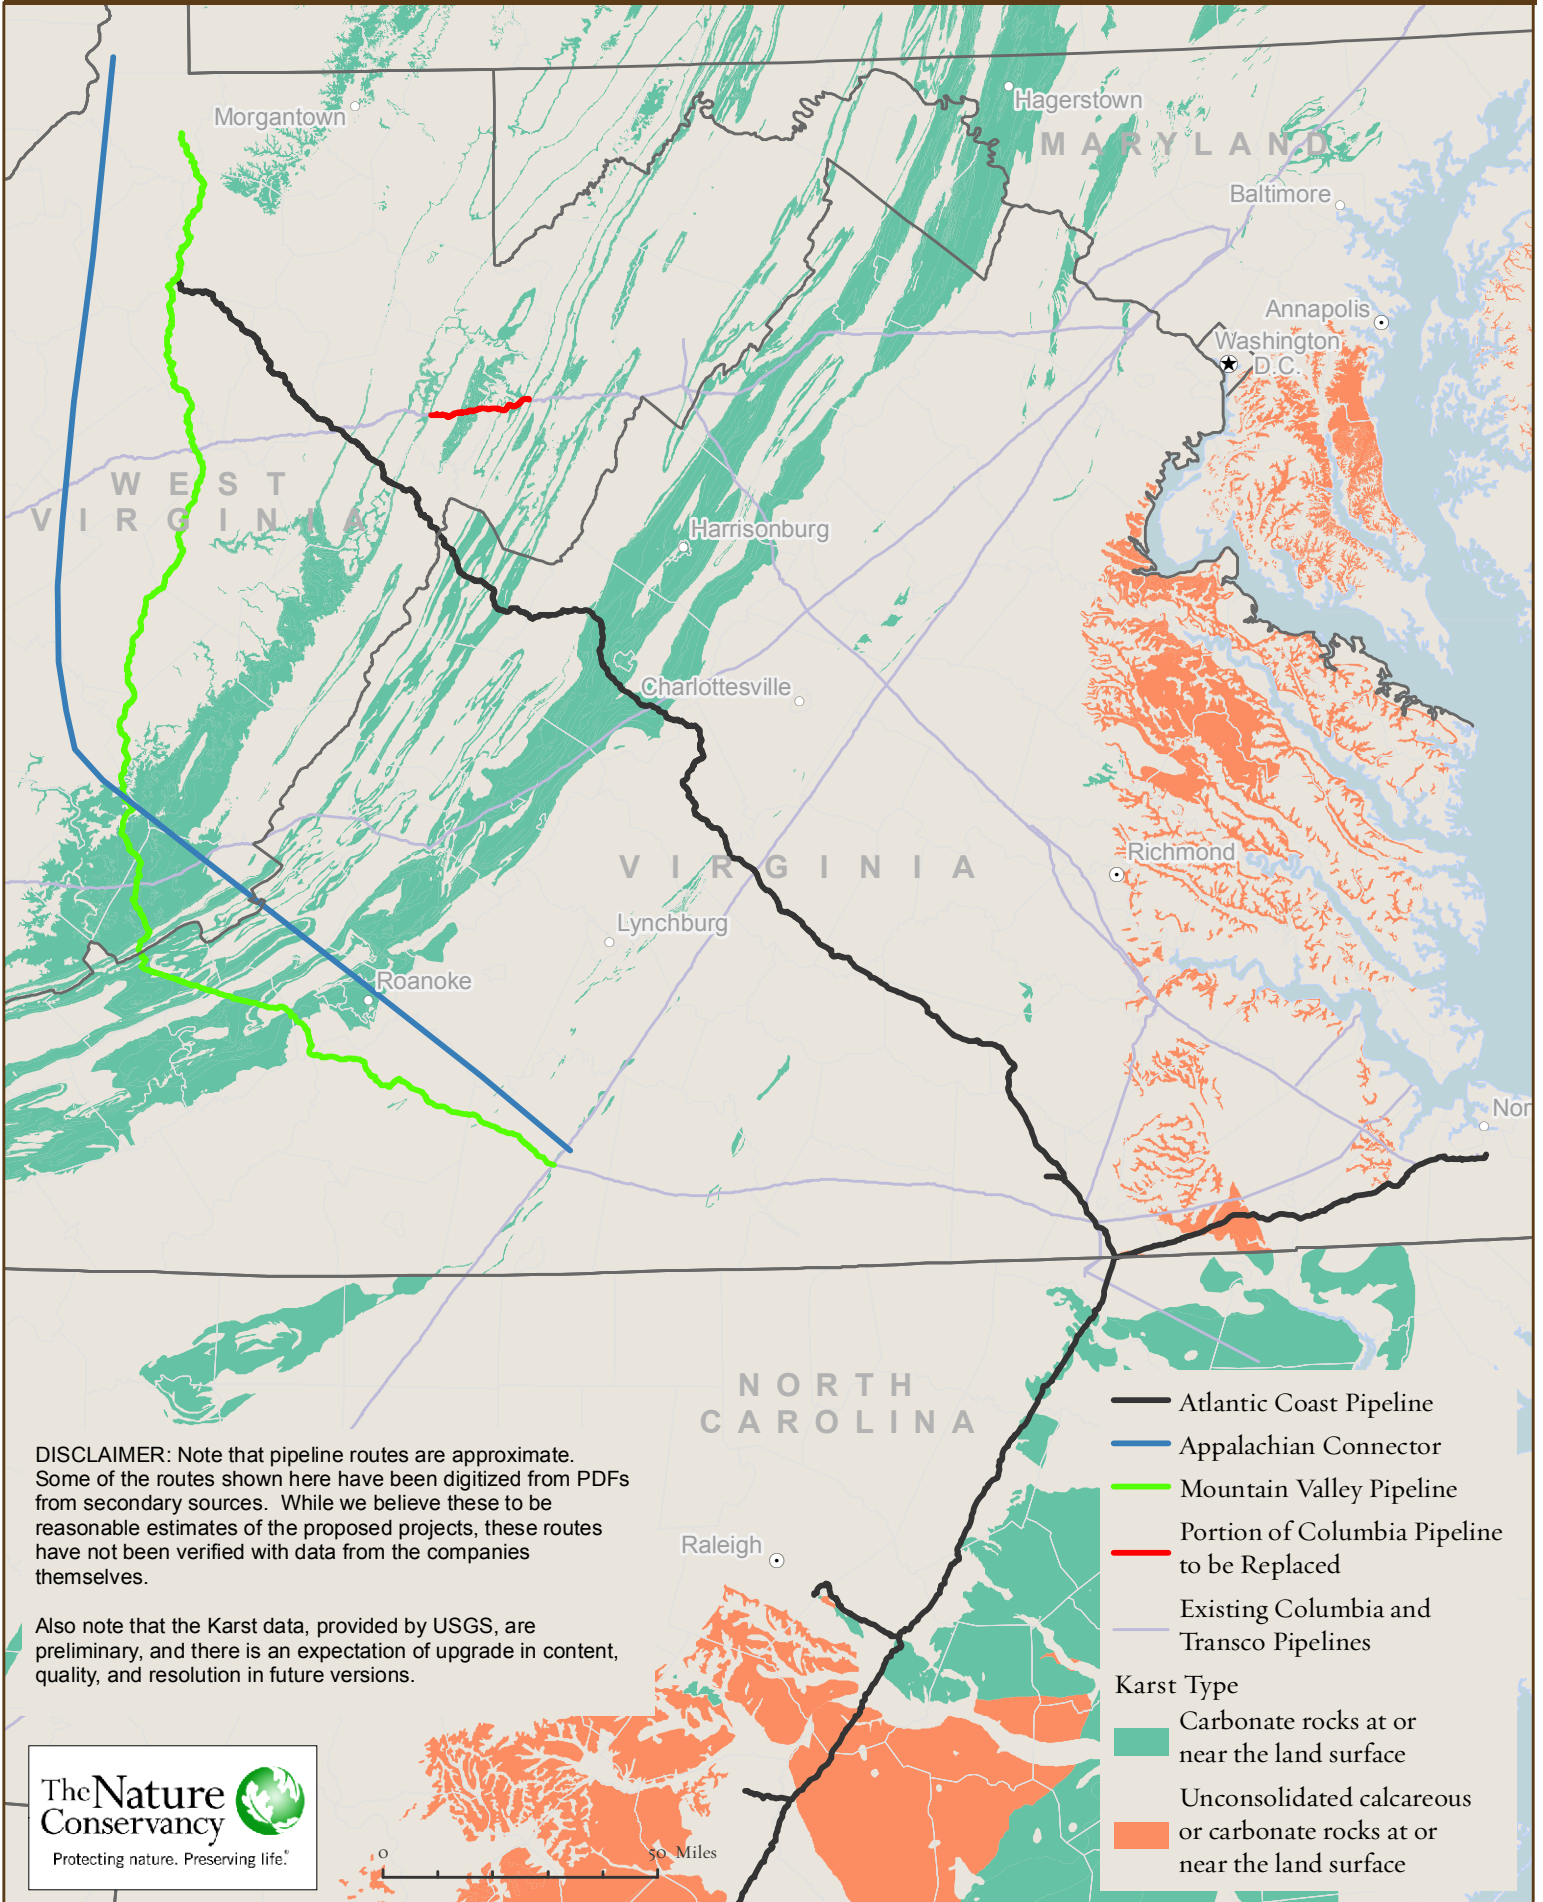 Morgantown
Hagerstown
MARYLAND
Baltimore
Annapolis
Washington
D.C.
WEST
VIRGINIA
Harrisonburg
Charlottesville
VIRGINIA
Richmond
Lynchburg
Roanoke
Nor
NORTH
CAROLINA
Raleigh
DISCLAIMER: Note that pipeline routes are approximate.
Some of the routes shown here have been digitized from PDFs
from secondary sources. While we believe these to be
reasonable estimates of the proposed projects, these routes
have not been verified with data from the companies
themselves.
Also note that the Karst data, provided by USGS, are
preliminary, and there is an expectation of upgrade in content,
quality, and resolution in future versions.
The Nature
Conservancy
Protecting nature. Preserving life.®
0 50 Miles
Atlantic Coast Pipeline
Appalachian Connector
Mountain Valley Pipeline
Portion of Columbia Pipeline
to be Replaced
Existing Columbia and
Transco Pipelines
Karst Type
Carbonate rocks at or
near the land surface
Unconsolidated calcareous
or carbonate rocks at or
near the land surface